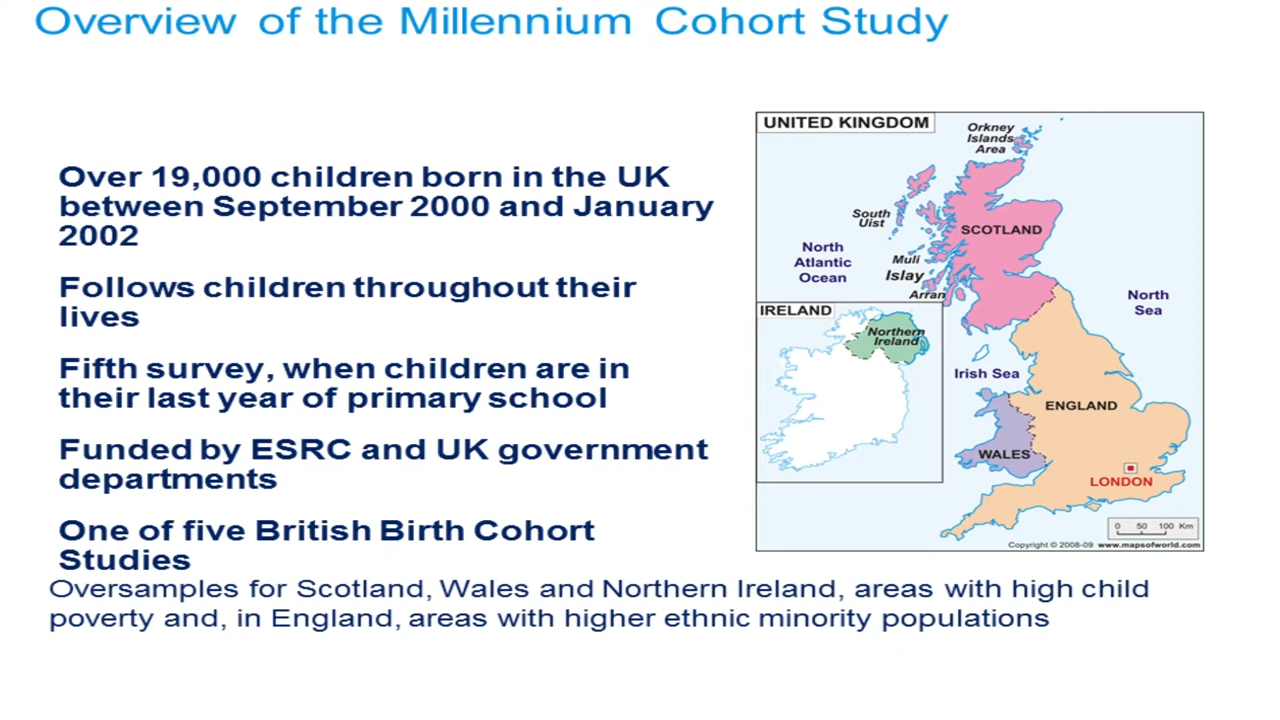 Overview of the Millennium Cohort Study
Over 19,000 children born in the UK
between September 2000 and January
2002
Follows children throughout their
lives
Fifth survey, when children are in
their last year of primary school
Funded by ESRC and UK government
departments
One of five British Birth Cohort
Studies
Oversamples for Scotland, Wales and Northern Ireland, areas with high child
poverty and, in England, areas with higher ethnic minority populations
UNITED KINGDOM
Orkney
Islands
Area
South
Uist
SCOTLAND
North
Atlantic
Ocean
Muli
Islay
Arran
North
Sea
IRELAND
Northern
Ireland
Irish Sea
ENGLAND
WALES
LONDON
0 50 100 Km
Copyright © 2008-09 www.mapsofworld.com